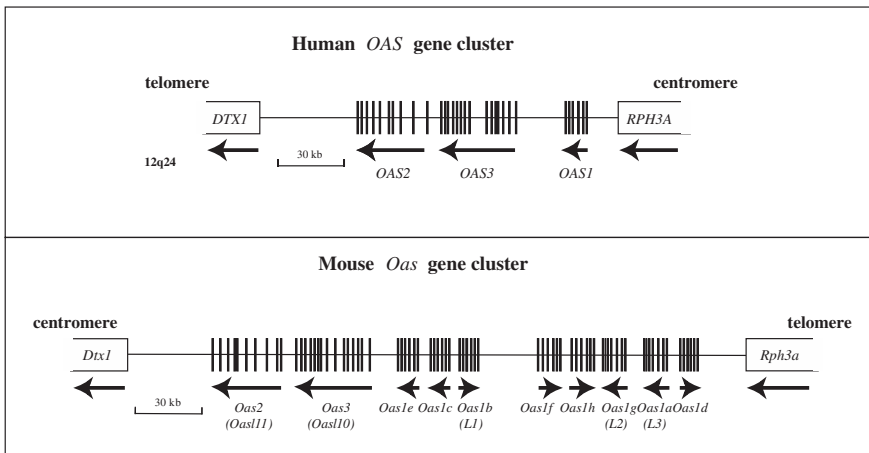 Human OAS gene cluster
telomere centromere
DTX1 RPH3A
12q24 30 kb
OAS2 OAS3 OAS1
Mouse Oas gene cluster
centromere telomere
Dtx1 Rph3a
30 kb
Oas2 Oas3 Oas1e Oas1c Oas1b Oas1f Oas1h Oas1g Oas1a Oas1d
(Oasl11) (Oasl10) (L1) (L2) (L3)